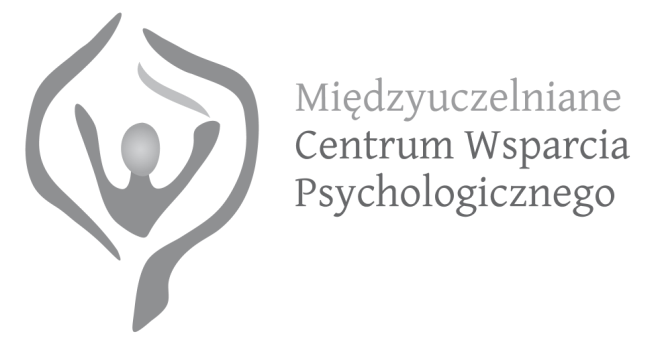 Międzyuczelniane
Centrum Wsparcia
Psychologicznego